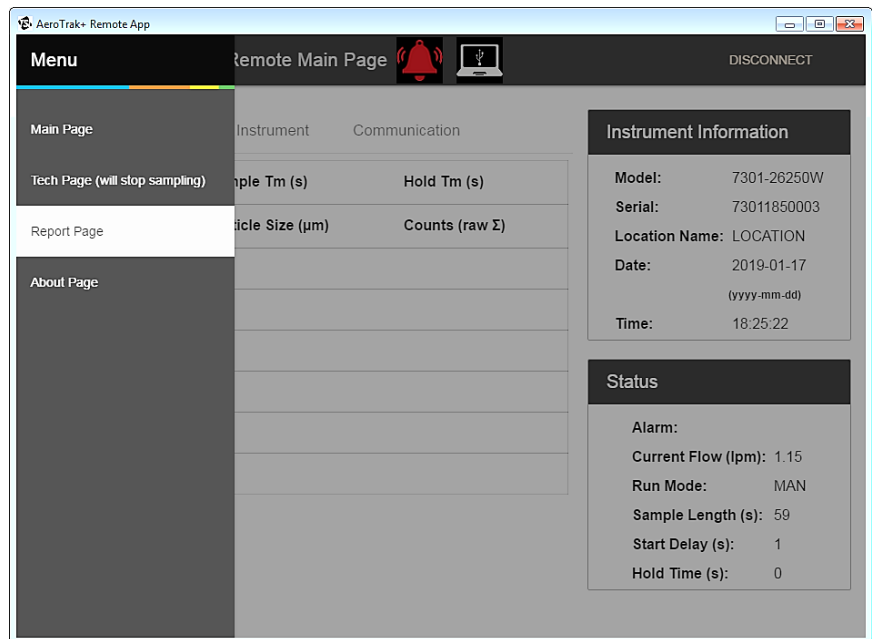 TSI AeroTrak+ Remote App
Menu
Remote Main Page
DISCONNECT
Main Page
Tech Page (will stop sampling)
Report Page
About Page
Instrument Communication
nple Tm (s) Hold Tm (s)
ticle Size (µm) Counts (raw Σ)
Instrument Information
Model: 7301-26250W
Serial: 73011850003
Location Name: LOCATION
Date: 2019-01-17
(yyyy-mm-dd)
Time: 18:25:22
Status
Alarm:
Current Flow (lpm): 1.15
Run Mode: MAN
Sample Length (s): 59
Start Delay (s): 1
Hold Time (s): 0